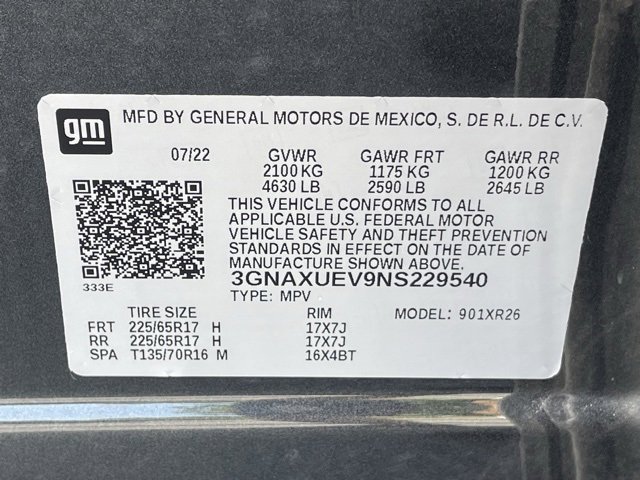 gm
MFD BY GENERAL MOTORS DE MEXICO, S. DE R.L. DE C.V.
07/22 GVWR GAWR FRT GAWR RR
2100 KG 1175 KG 1200 KG
4630 LB 2590 LB 2645 LB
THIS VEHICLE CONFORMS TO ALL
APPLICABLE U.S. FEDERAL MOTOR
VEHICLE SAFETY AND THEFT PREVENTION
STANDARDS IN EFFECT ON THE DATE OF
MANUFACTURE SHOWN ABOVE.
333E 3GNAXUEV9NS229540
TYPE: MPV
TIRE SIZE RIM MODEL: 901XR26
FRT 225/65R17 H 17X7J
RR 225/65R17 H 17X7J
SPA T135/70R16 M 16X4BT